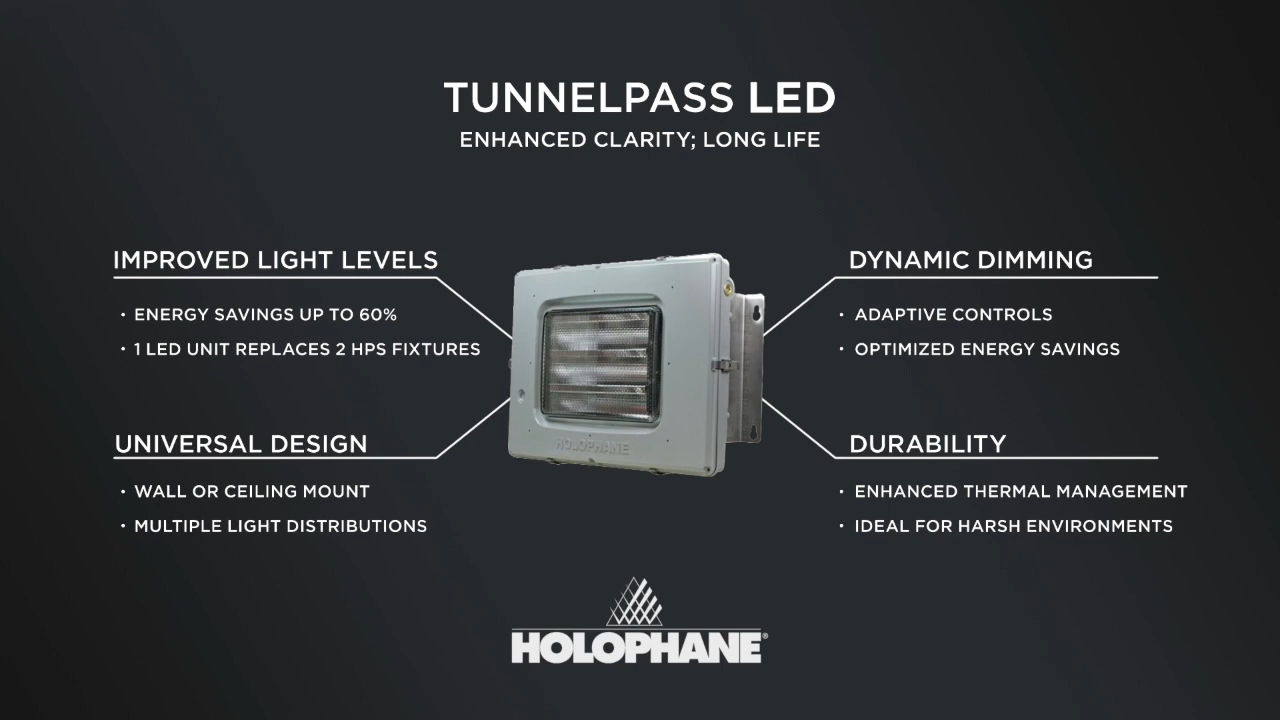 TUNNELPASS LED
ENHANCED CLARITY; LONG LIFE
IMPROVED LIGHT LEVELS
• ENERGY SAVINGS UP TO 60%
• 1 LED UNIT REPLACES 2 HPS FIXTURES
UNIVERSAL DESIGN
• WALL OR CEILING MOUNT
• MULTIPLE LIGHT DISTRIBUTIONS
HOLOPHANE
DYNAMIC DIMMING
• ADAPTIVE CONTROLS
• OPTIMIZED ENERGY SAVINGS
DURABILITY
• ENHANCED THERMAL MANAGEMENT
• IDEAL FOR HARSH ENVIRONMENTS
HOLOPHANE®